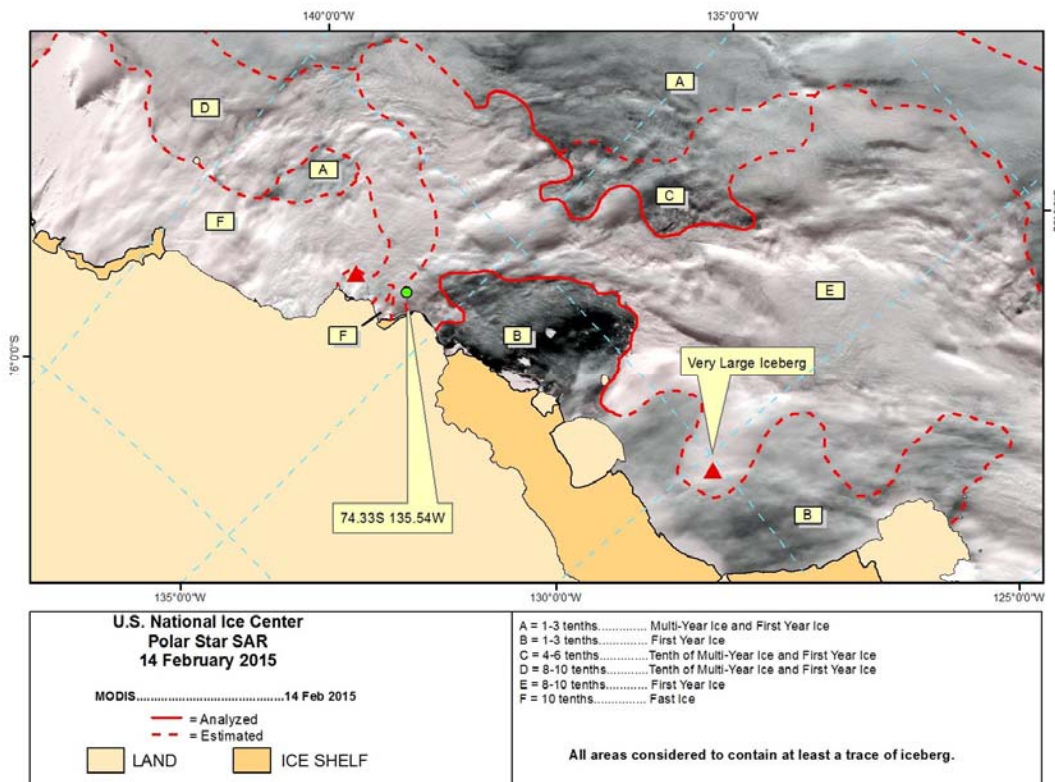 140°0'0"W
135°0'0"W
A
D
A
C
F
E
F
B
Very Large Iceberg
74.33S 135.54W
B
135°0'0"W
130°0'0"W
125°0'0"W
U.S. National Ice Center
Polar Star SAR
14 February 2015
MODIS........................................14 Feb 2015
= Analyzed
= Estimated
LAND
ICE SHELF
A = 1-3 tenths.............. Multi-Year Ice and First Year Ice
B = 1-3 tenths.............. First Year Ice
C = 4-6 tenths..............Tenth of Multi-Year Ice and First Year Ice
D = 8-10 tenths............Tenth of Multi-Year Ice and First Year Ice
E = 8-10 tenths............ First Year Ice
F = 10 tenths............... Fast Ice
All areas considered to contain at least a trace of iceberg.